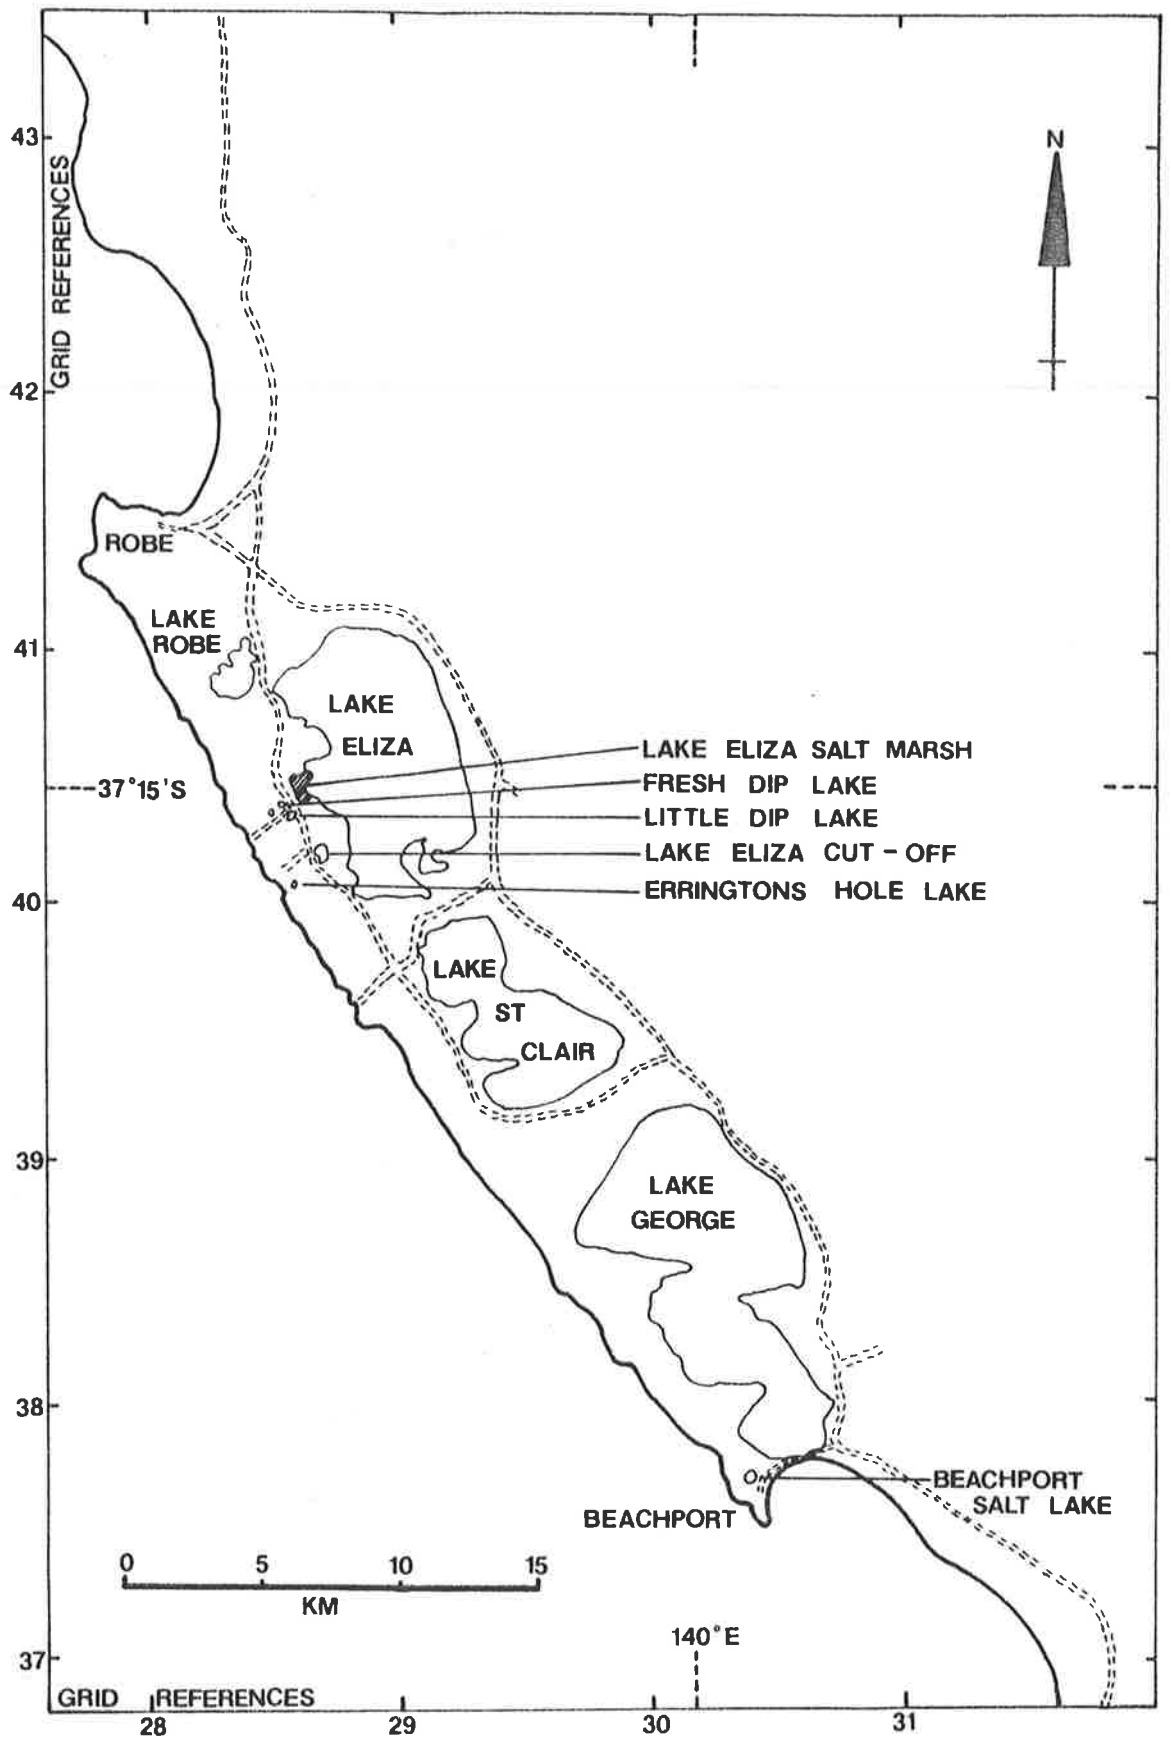 N
43
GRID REFERENCES
42
ROBE
LAKE
ROBE
41
LAKE
ELIZA
LAKE ELIZA SALT MARSH
37°15'S
FRESH DIP LAKE
LITTLE DIP LAKE
LAKE ELIZA CUT-OFF
ERRINGTONS HOLE LAKE
40
LAKE
ST
CLAIR
39
LAKE
GEORGE
38
BEACHPORT
SALT LAKE
BEACHPORT
0 5 10 15
KM
140°E
37
GRID REFERENCES
28 29 30 31